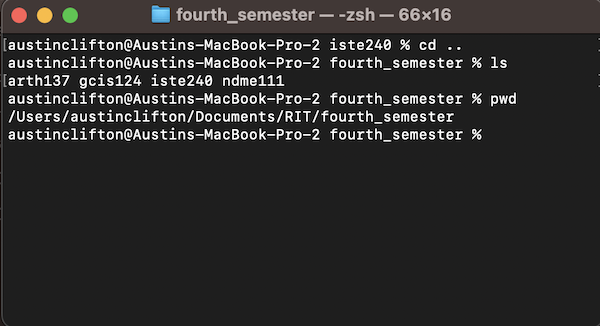 fourth_semester — -zsh — 66×16
[austinclifton@Austins-MacBook-Pro-2 iste240 % cd ..
austinclifton@Austins-MacBook-Pro-2 fourth_semester % ls
arth137 gcis124 iste240 ndme111
austinclifton@Austins-MacBook-Pro-2 fourth_semester % pwd
/Users/austinclifton/Documents/RIT/fourth_semester
austinclifton@Austins-MacBook-Pro-2 fourth_semester %